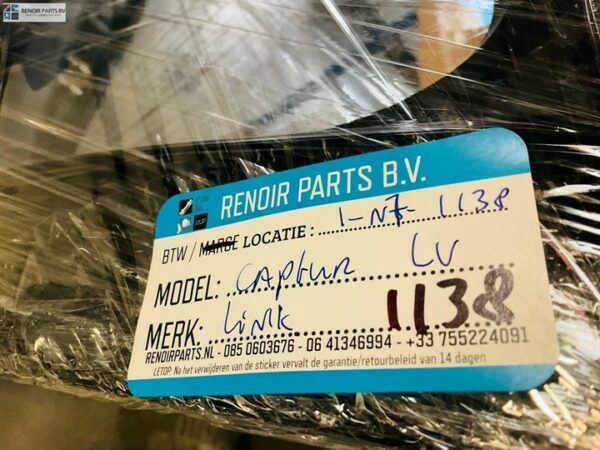 RENOIR PARTS BV
RENOIR PARTS B.V.
BTW / MARGE LOCATIE : 1-N7-1138
MODEL: CAPTUR LV
MERK: LINK 1138
RENOIRPARTS.NL - 085 0603676 - 06 41346994 - +33 755224091
LETOP: Na het verwijderen van de sticker vervalt de garantie/retourbeleid van 14 dagen